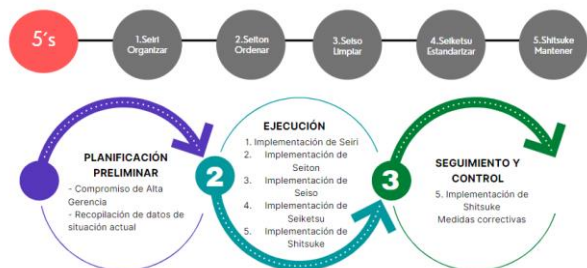 5's
1.Seiri
Organizar
2.Seiton
Ordenar
3.Seiso
Limpiar
4.Seiketsu
Estandarizar
5.Shitsuke
Mantener
PLANIFICACIÓN
PRELIMINAR
- Compromiso de Alta
Gerencia
- Recopilación de datos de
situación actual
2
EJECUCIÓN
1. Implementación de Seiri
2. Implementación de
Seiton
3. Implementación de
Seiso
4. Implementación de
Seiketsu
5. Implementación de
Shitsuke
3
SEGUIMIENTO Y
CONTROL
5. Implementación de
Shitsuke
Medidas correctivas